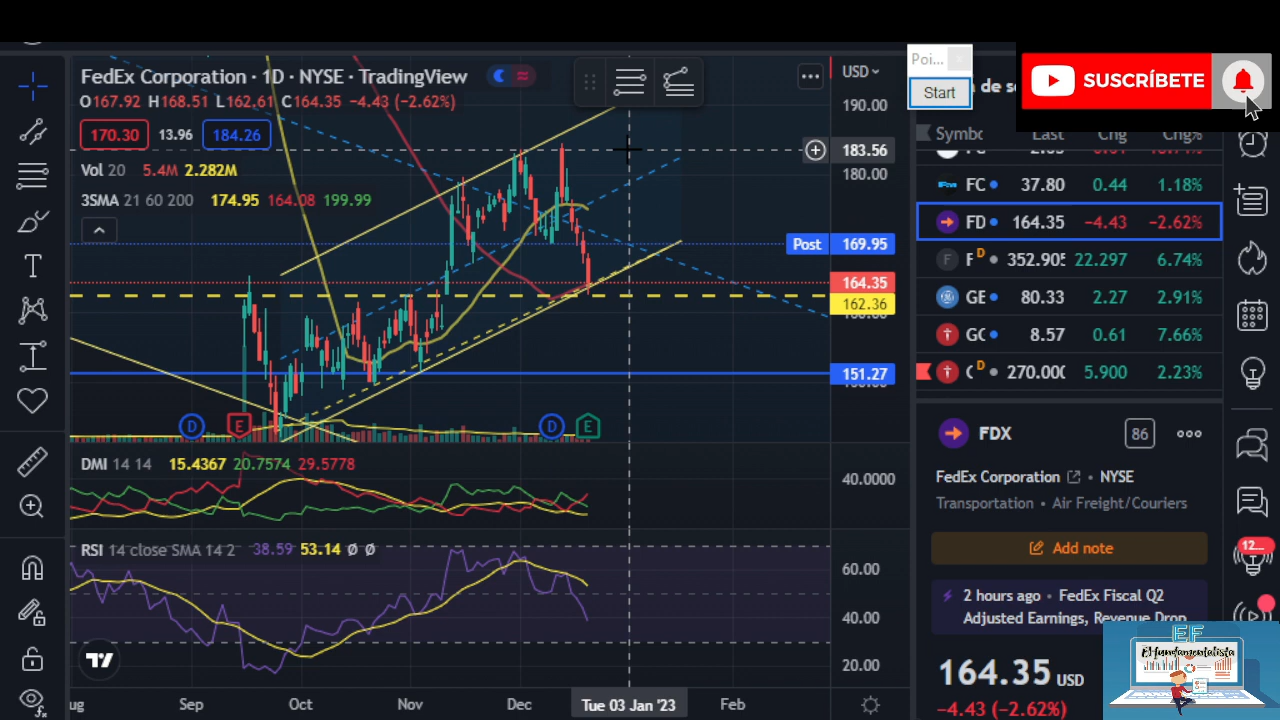 FedEx Corporation · 1D · NYSE · TradingView
O167.92 H168.51 L162.61 C164.35 −4.43 (−2.62%)
170.30 13.96 184.26
Vol 20 5.4M 2.282M
3SMA 21 60 200 174.95 164.08 199.99
USD
190.00
183.56
180.00
Post 169.95
164.35
162.36
151.27
D E D E
DMI 14 14 15.4367 20.7574 29.5778
40.0000
RSI 14 close SMA 14 2 38.59 53.14 Ø Ø
60.00
40.00
20.00
Sep Oct Nov Dec Tue 03 Jan '23 Feb
Poi...
Start
SUSCRÍBETE
Last Chg Chg%
FC 37.80 0.44 1.18%
FD 164.35 −4.43 −2.62%
F D 352.905 22.297 6.74%
GE 80.33 2.27 2.91%
GC 8.57 0.61 7.66%
D 270.000 5.900 2.23%
FDX
86
FedEx Corporation · NYSE
Transportation · Air Freight/Couriers
Add note
2 hours ago · FedEx Fiscal Q2
Adjusted Earnings, Revenue Drop
164.35 USD
−4.43 (−2.62%)
12...
EF
El fundamentalista